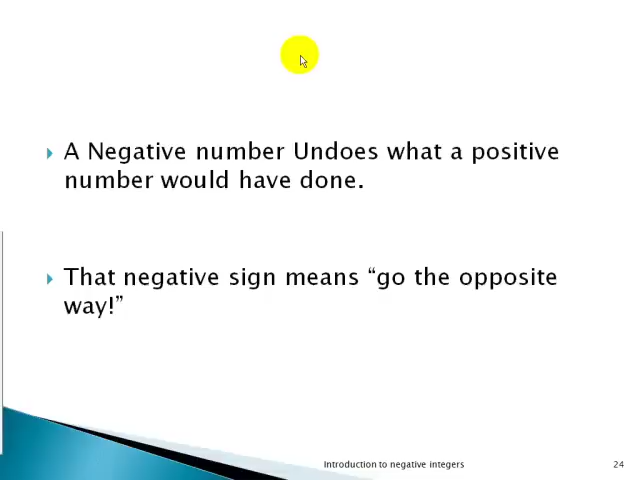 A Negative number Undoes what a positive
number would have done.
That negative sign means “go the opposite
way!”
Introduction to negative integers
24